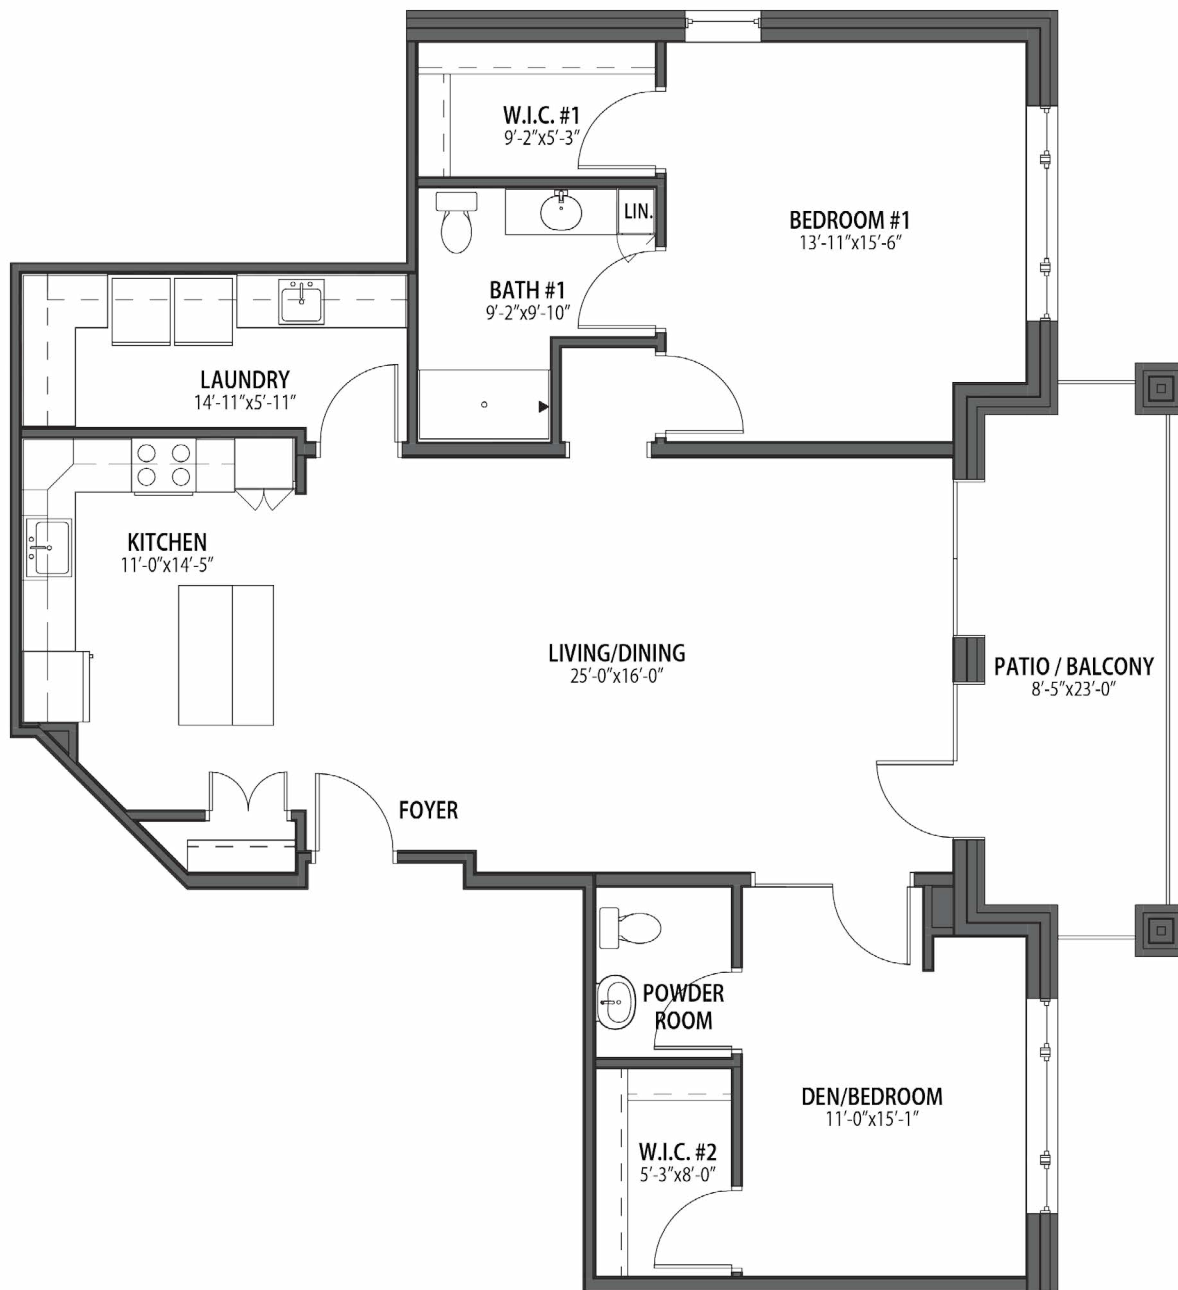 W.I.C. #1
9'-2"x5'-3"
BEDROOM #1
13'-11"x15'-6"
LIN.
BATH #1
9'-2"x9'-10"
LAUNDRY
14'-11"x5'-11"
KITCHEN
11'-0"x14'-5"
LIVING/DINING
25'-0"x16'-0"
PATIO / BALCONY
8'-5"x23'-0"
FOYER
POWDER
ROOM
DEN/BEDROOM
11'-0"x15'-1"
W.I.C. #2
5'-3"x8'-0"